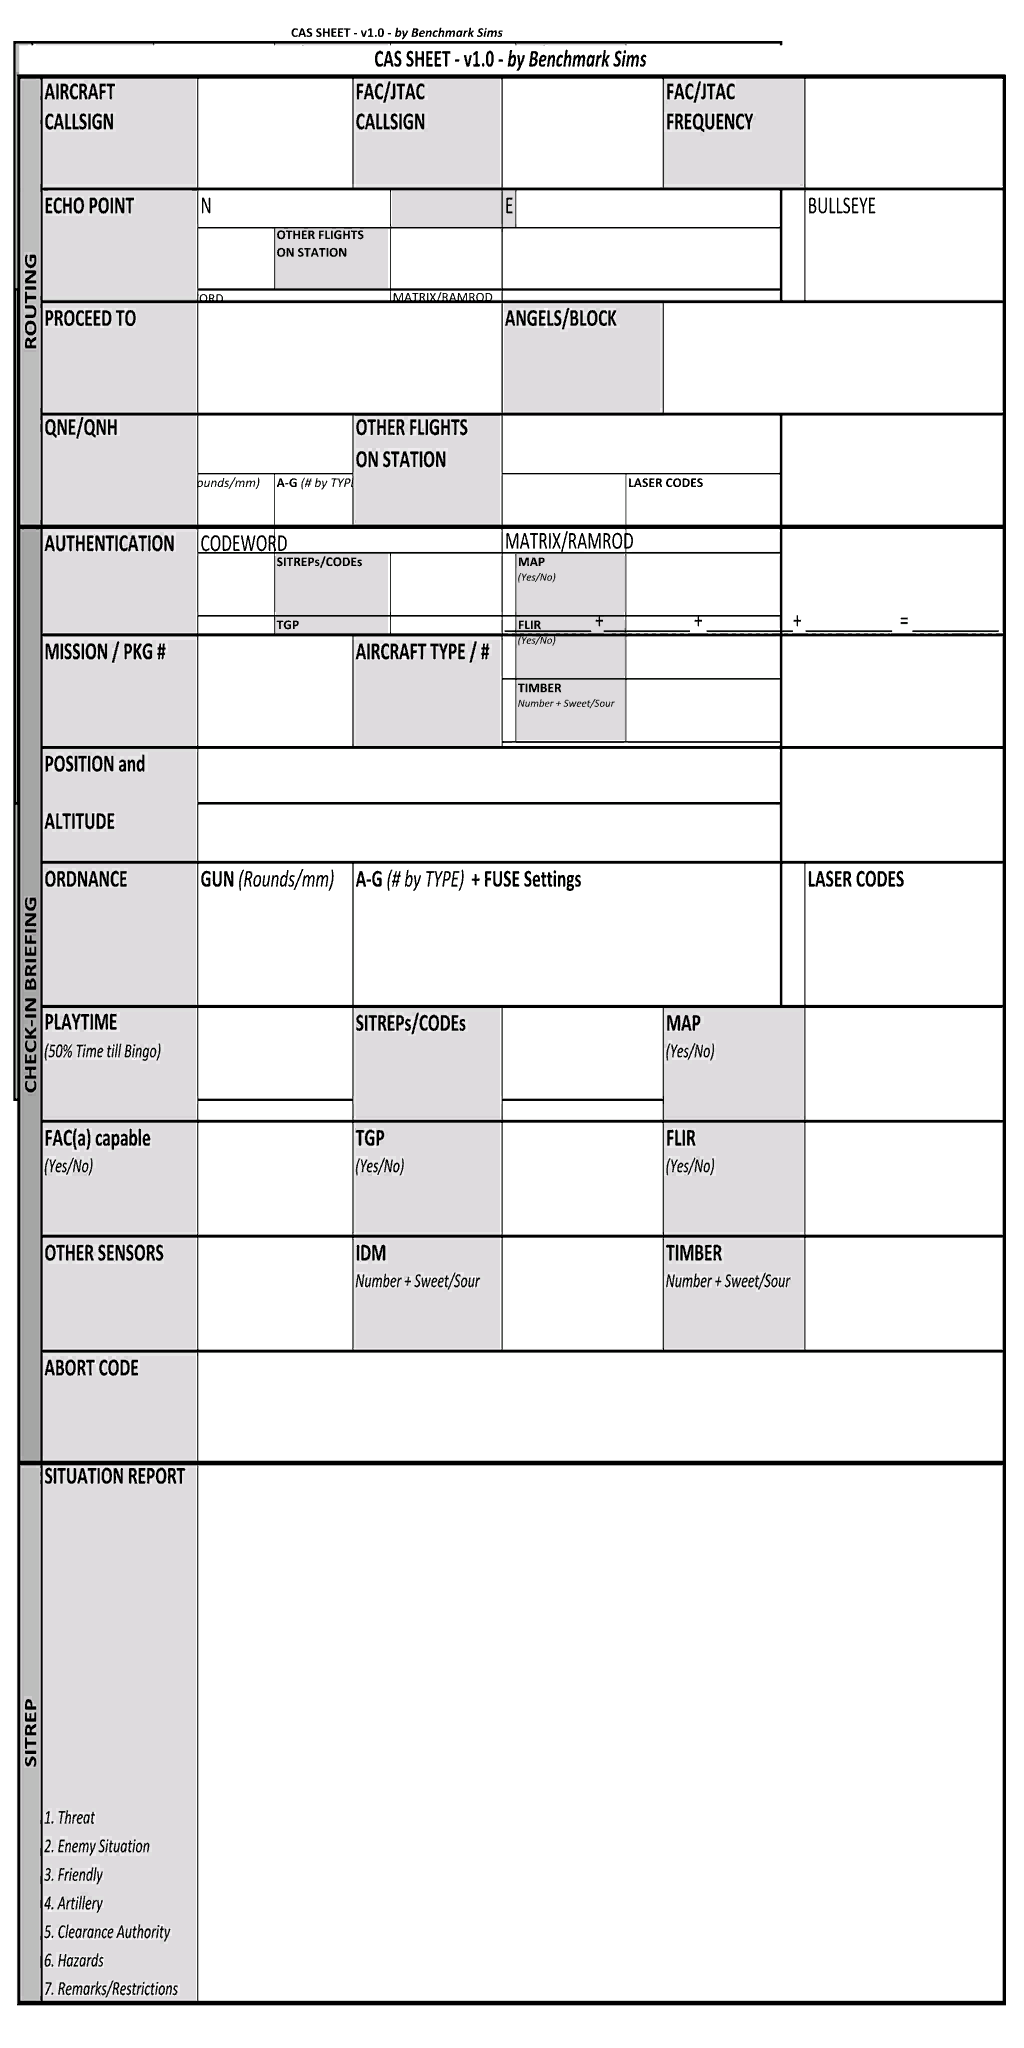 CAS SHEET - v1.0 - by Benchmark Sims
CAS SHEET - v1.0 - by Benchmark Sims
ROUTING
AIRCRAFT
CALLSIGN
FAC/JTAC
CALLSIGN
FAC/JTAC
FREQUENCY
ECHO POINT
N
E
BULLSEYE
OTHER FLIGHTS
ON STATION
ORD
MATRIX/RAMROD
PROCEED TO
ANGELS/BLOCK
QNE/QNH
OTHER FLIGHTS
ON STATION
ounds/mm)
A-G (# by TYPE
LASER CODES
CHECK-IN BRIEFING
AUTHENTICATION
CODEWORD
MATRIX/RAMROD
SITREPs/CODEs
MAP
(Yes/No)
TGP
FLIR
(Yes/No)
+ + + =
MISSION / PKG #
AIRCRAFT TYPE / #
TIMBER
Number + Sweet/Sour
POSITION and
ALTITUDE
ORDNANCE
GUN (Rounds/mm)
A-G (# by TYPE) + FUSE Settings
LASER CODES
PLAYTIME
(50% Time till Bingo)
SITREPs/CODEs
MAP
(Yes/No)
FAC(a) capable
(Yes/No)
TGP
(Yes/No)
FLIR
(Yes/No)
OTHER SENSORS
IDM
Number + Sweet/Sour
TIMBER
Number + Sweet/Sour
ABORT CODE
SITREP
SITUATION REPORT
1. Threat
2. Enemy Situation
3. Friendly
4. Artillery
5. Clearance Authority
6. Hazards
7. Remarks/Restrictions